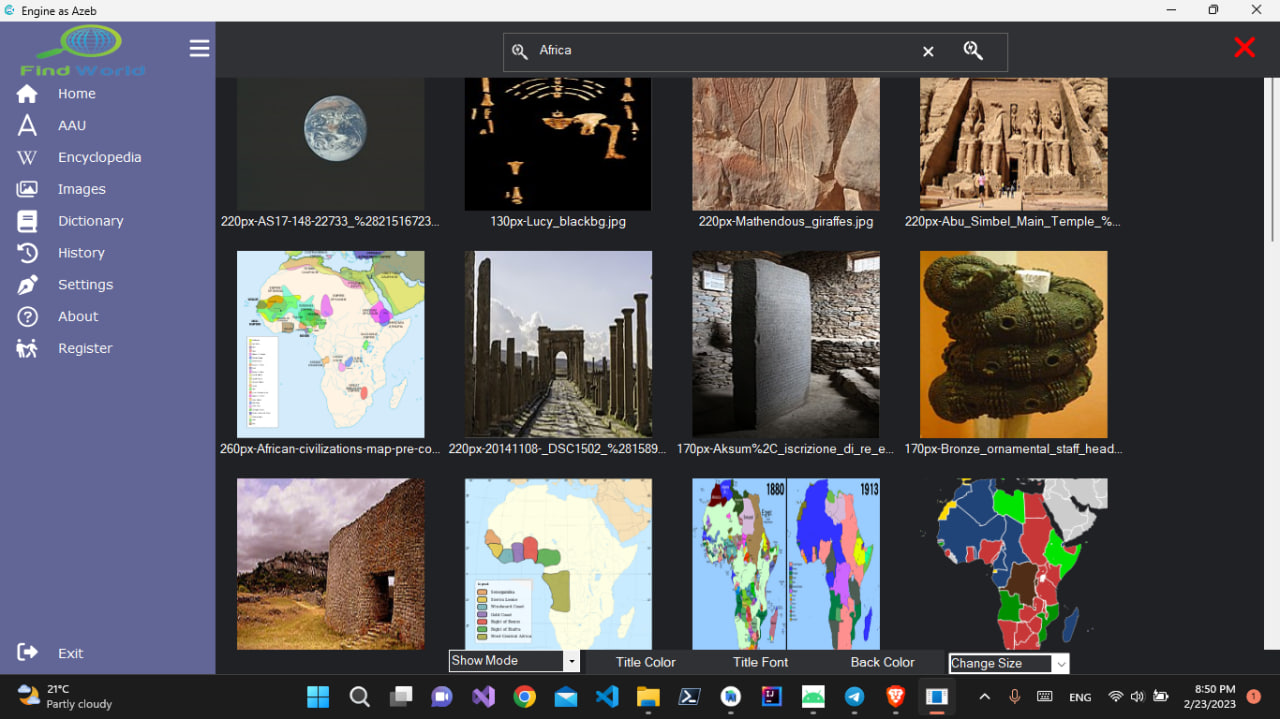 Engine as Azeb
Find World
Africa
Home
AAU
Encyclopedia
Images
Dictionary
History
Settings
About
Register
Exit
220px-AS17-148-22733_%2821516723...
130px-Lucy_blackbg.jpg
220px-Mathendous_giraffes.jpg
220px-Abu_Simbel_Main_Temple_%...
260px-African-civilizations-map-pre-co...
220px-20141108-_DSC1502_%281589...
170px-Aksum%2C_iscrizione_di_re_e...
170px-Bronze_ornamental_staff_head...
1880
1913
Show Mode
Title Color
Title Font
Back Color
Change Size
21°C
Partly cloudy
ENG
8:50 PM
2/23/2023
1